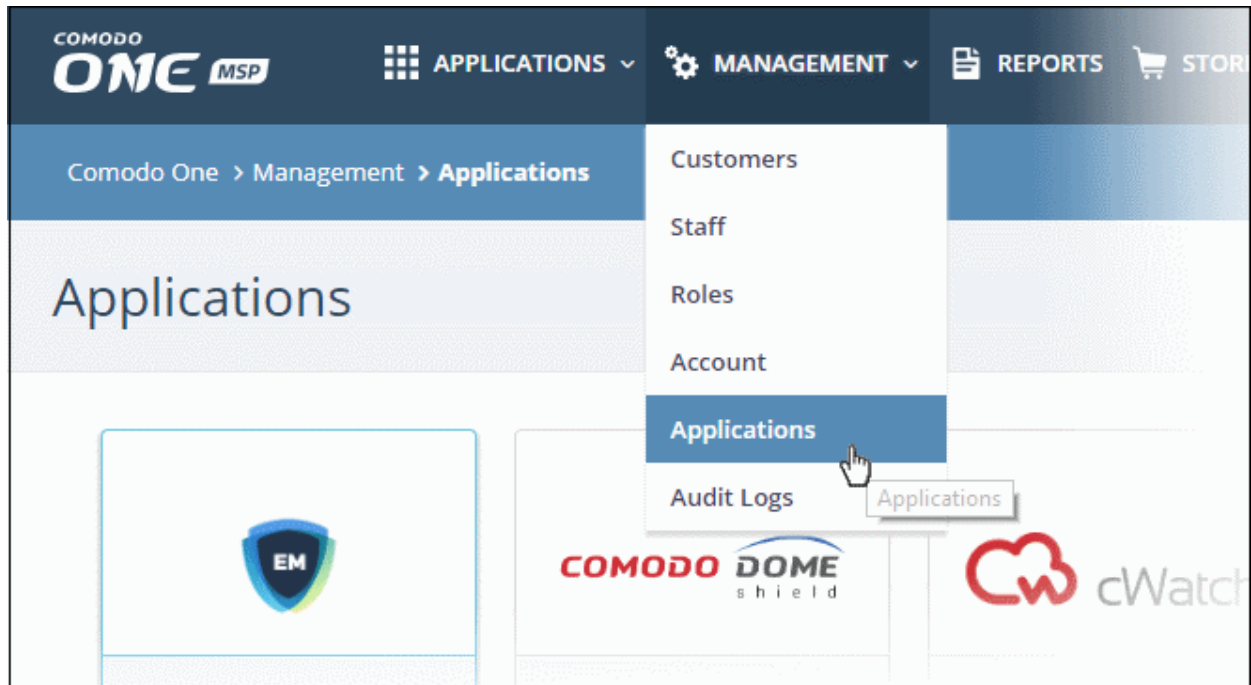 COMODO
ONE MSP
APPLICATIONS
MANAGEMENT
REPORTS
Comodo One > Management > Applications
Customers
Staff
Roles
Account
Applications
Audit Logs
Applications
Applications
EM
COMODO DOME
shield
cWatch